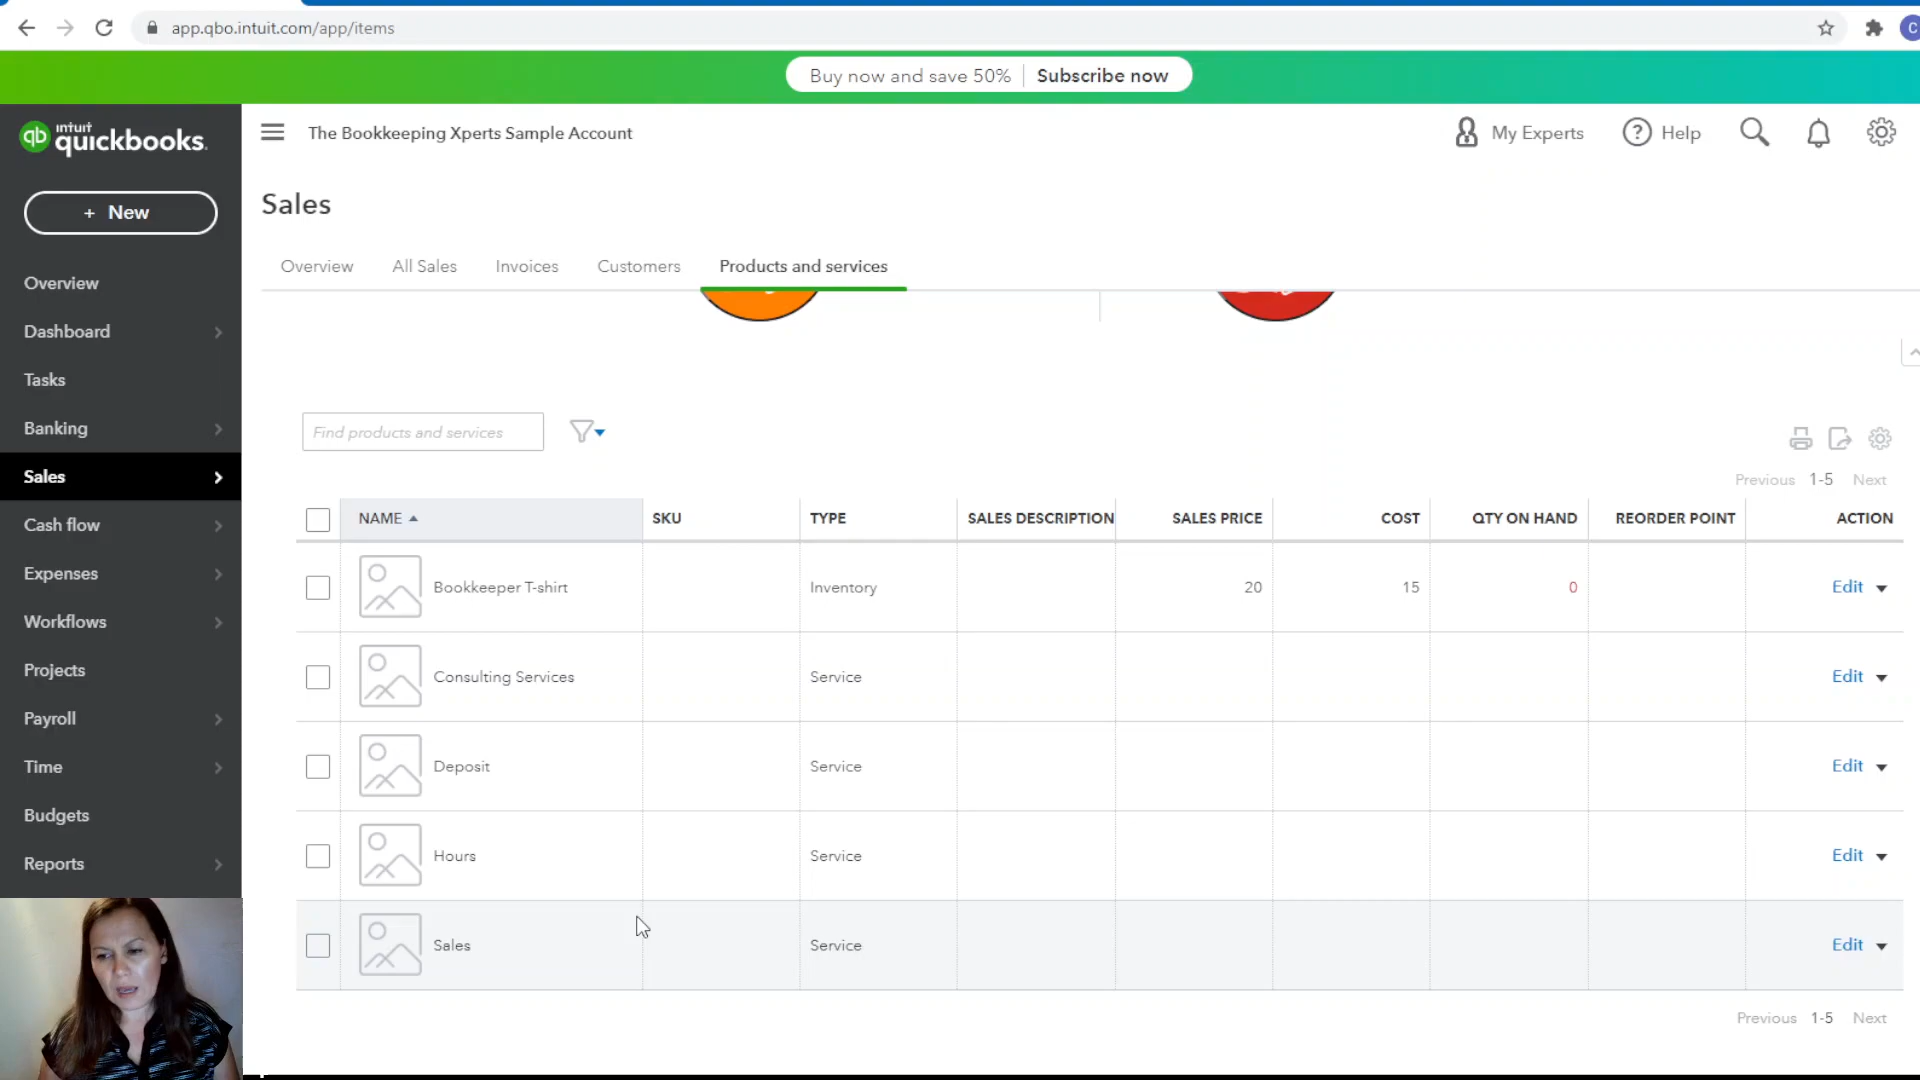 app.qbo.intuit.com/app/items
C
Buy now and save 50% Subscribe now
qb intuit quickbooks.
The Bookkeeping Xperts Sample Account
My Experts
? Help
+ New
Sales
Overview All Sales Invoices Customers Products and services
Overview
Dashboard
Tasks
Banking
Sales
Cash flow
Expenses
Workflows
Projects
Payroll
Time
Budgets
Reports
Find products and services
Previous 1-5 Next
NAME SKU TYPE SALES DESCRIPTION SALES PRICE COST QTY ON HAND REORDER POINT ACTION
Bookkeeper T-shirt Inventory 20 15 0 Edit
Consulting Services Service Edit
Deposit Service Edit
Hours Service Edit
Sales Service Edit
Previous 1-5 Next